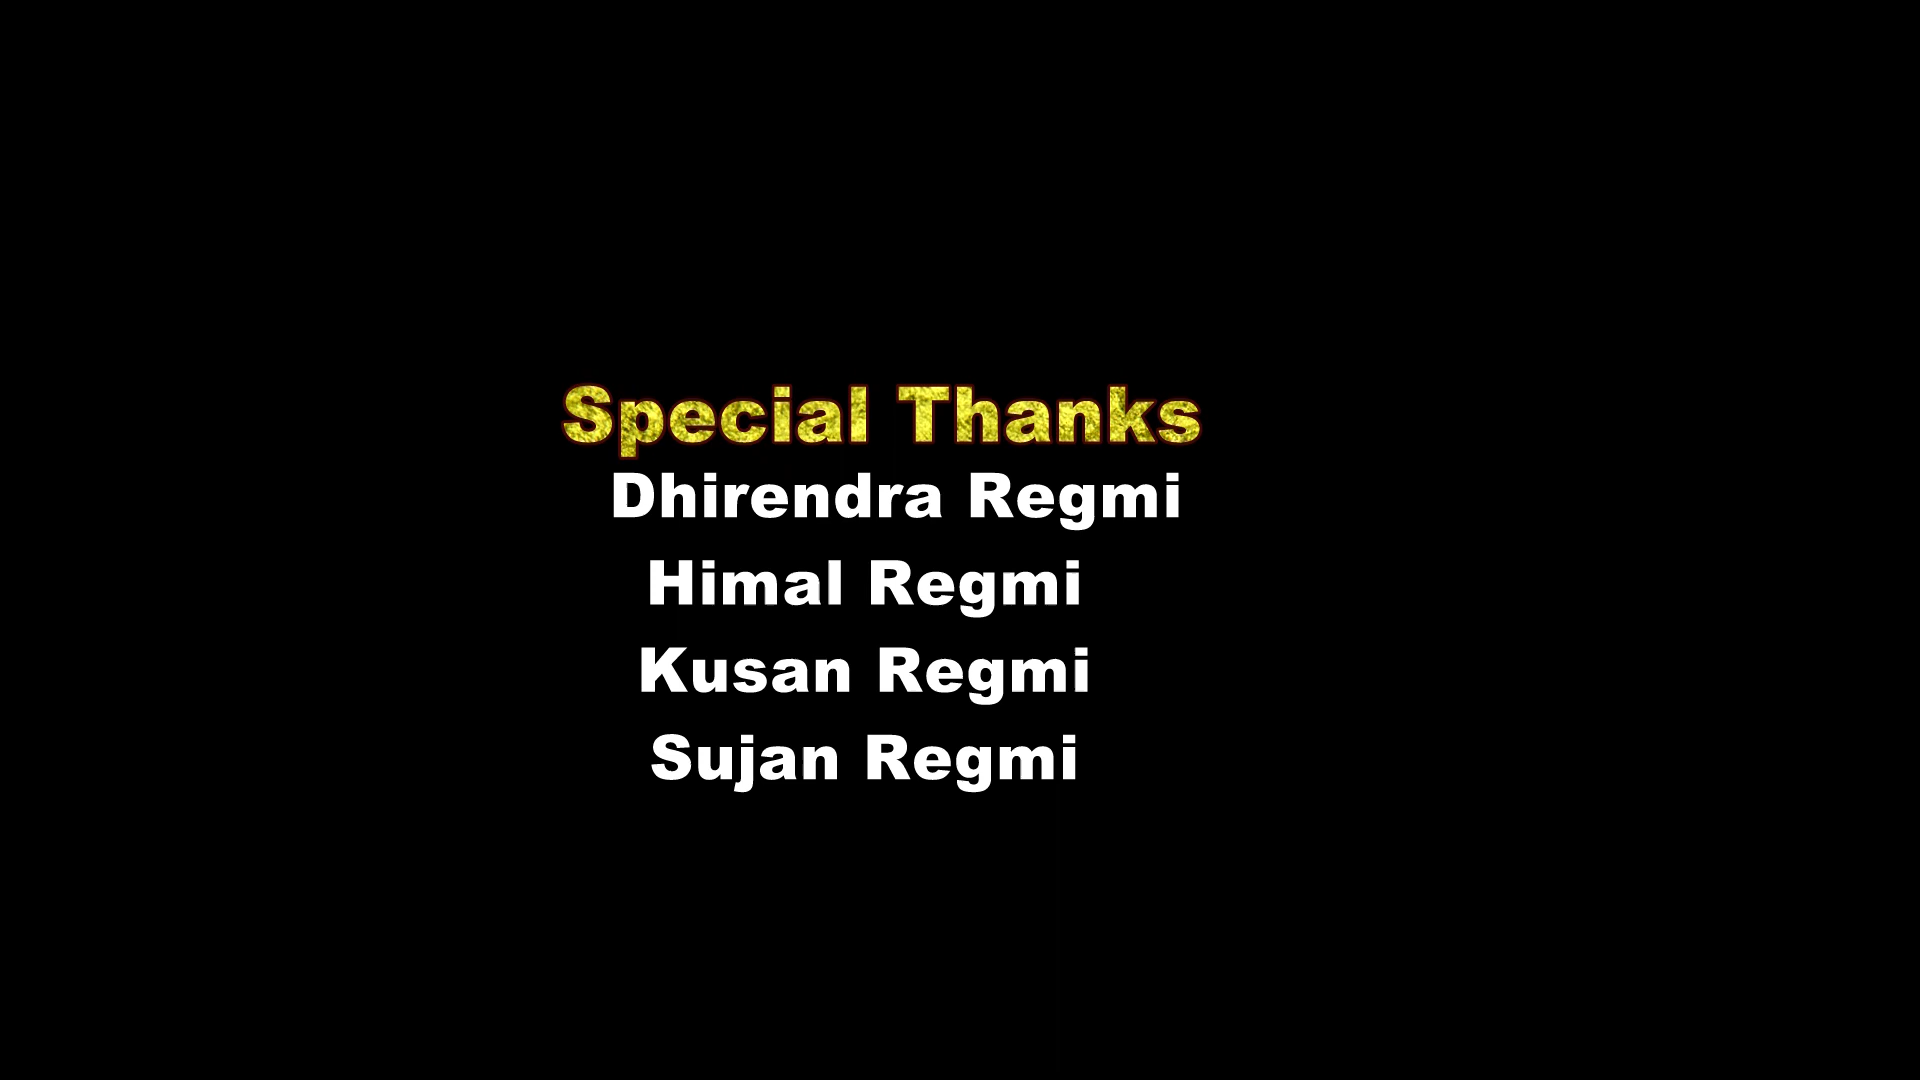 Special Thanks
Dhirendra Regmi
Himal Regmi
Kusan Regmi
Sujan Regmi